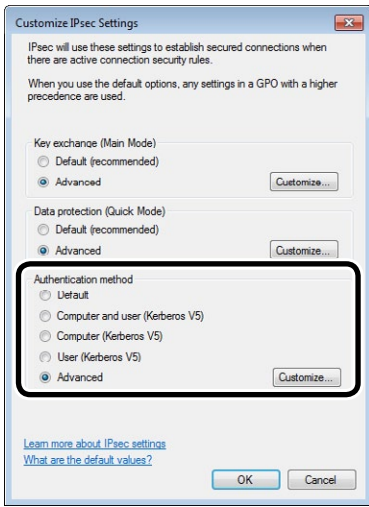 Customize IPsec Settings
IPsec will use these settings to establish secured connections when
there are active connection security rules.
When you use the default options, any settings in a GPO with a higher
precedence are used.
Key exchange (Main Mode)
Default (recommended)
Advanced
Customize...
Data protection (Quick Mode)
Default (recommended)
Advanced
Customize...
Authentication method
Default
Computer and user (Kerberos V5)
Computer (Kerberos V5)
User (Kerberos V5)
Advanced
Customize...
Learn more about IPsec settings
What are the default values?
OK
Cancel